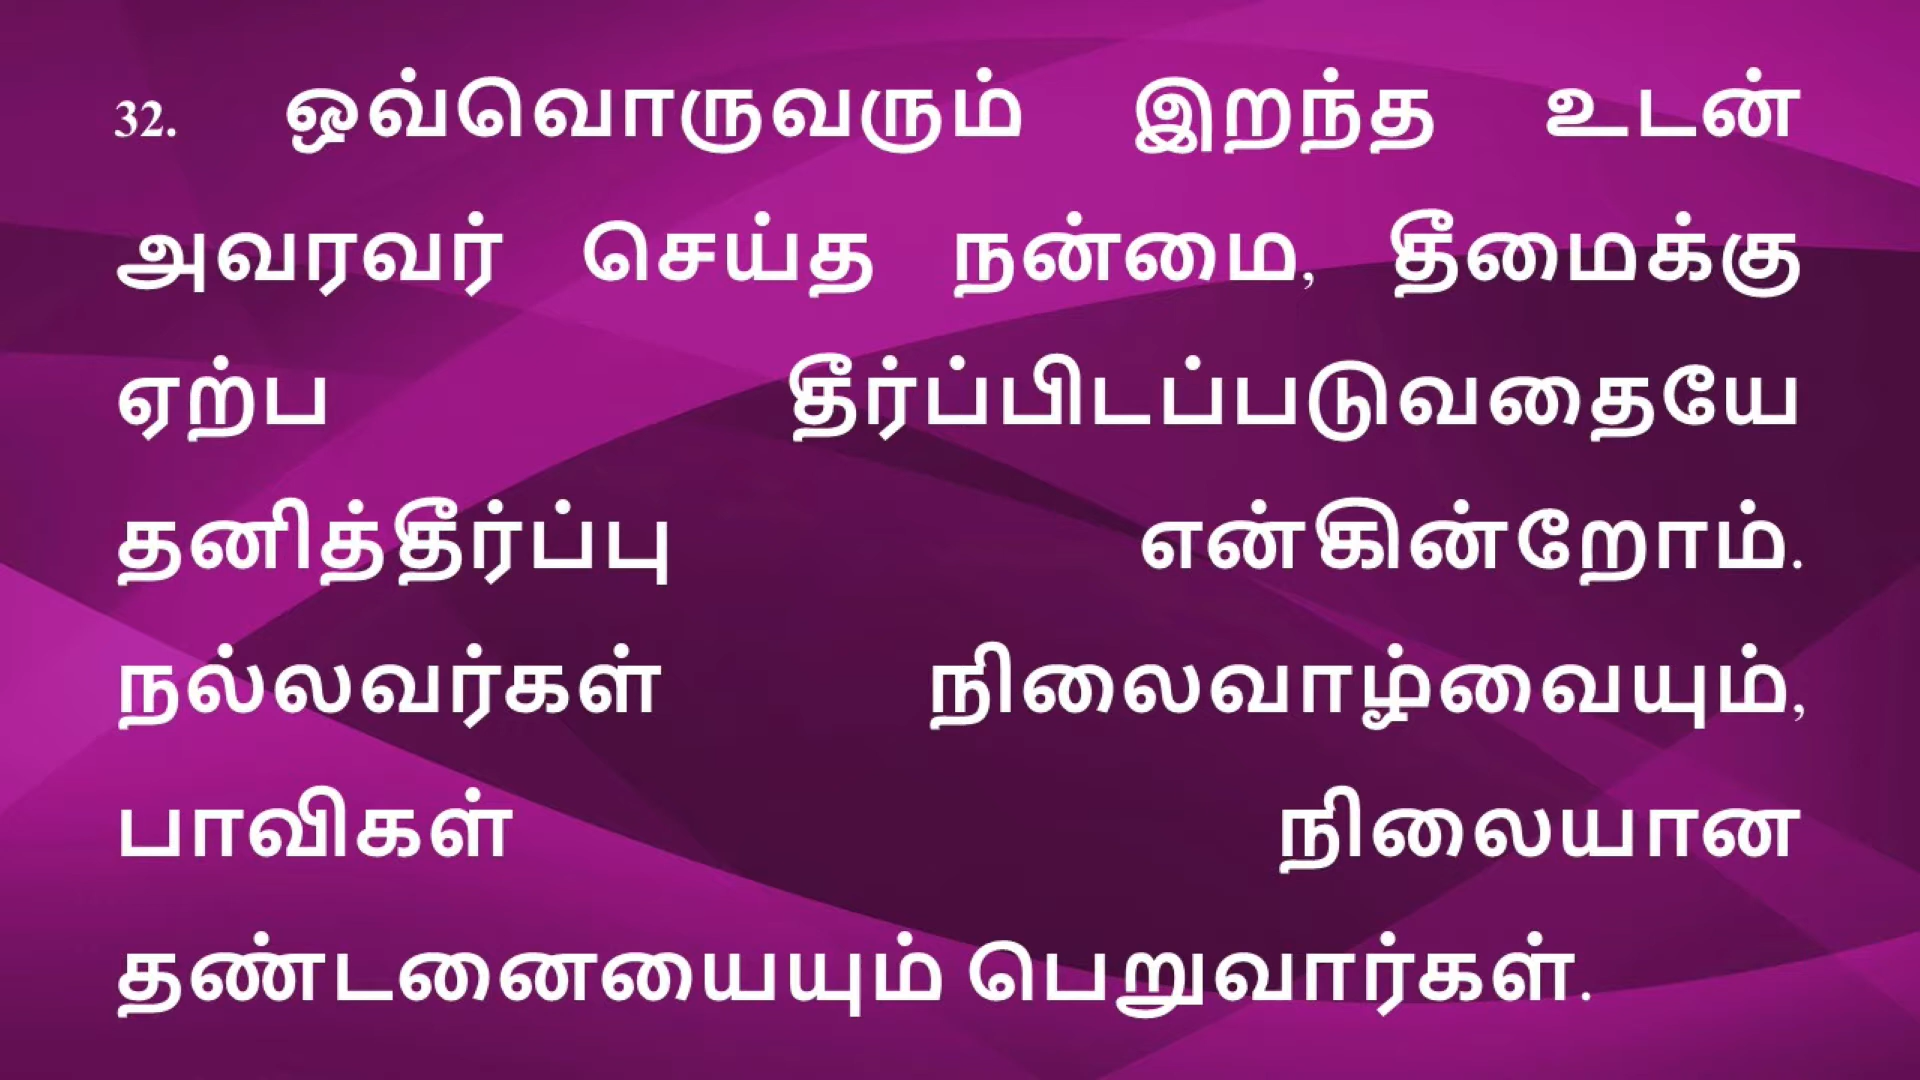 32. ஒவ்வொருவரும் இறந்த உடன்
அவரவர் செய்த நன்மை, தீமைக்கு
ஏற்ப தீர்ப்பிடப்படுவதையே
தனித்தீர்ப்பு என்கின்றோம்.
நல்லவர்கள் நிலைவாழ்வையும்,
பாவிகள் நிலையான
தண்டனையையும் பெறுவார்கள்.